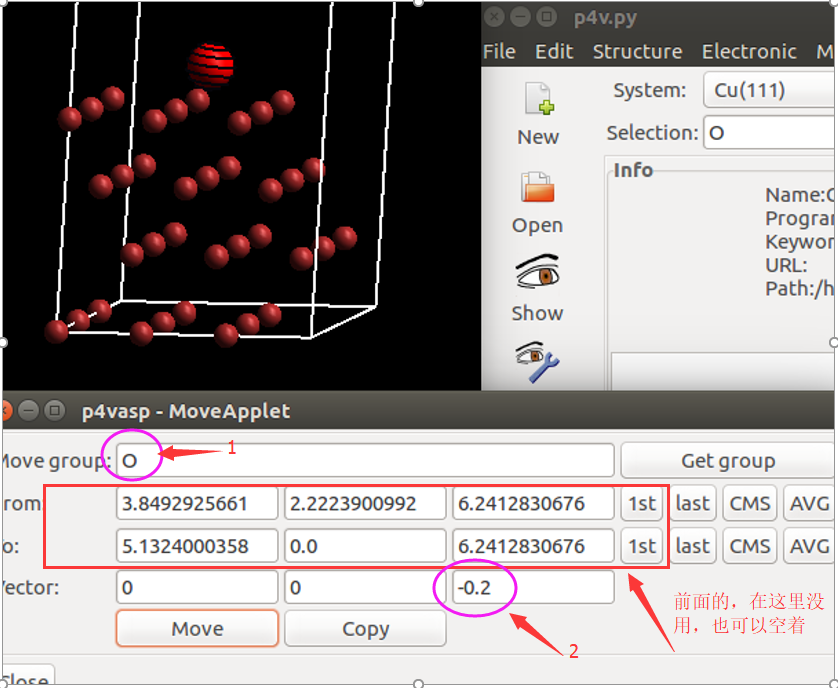 p4v.py
File Edit Structure Electronic M
System: Cu(111)
New
Selection: O
Info
Name:C
Open
Program
Keywor
URL:
Path:/h
Show
p4vasp - MoveApplet
Move group: O 1 Get group
rom: 3.8492925661 2.2223900992 6.2412830676 1st last CMS AVG
o: 5.1324000358 0.0 6.2412830676 1st last CMS AVG
Vector: 0 0 -0.2
前面的，在这里没
用，也可以空着
Move Copy
2
Close